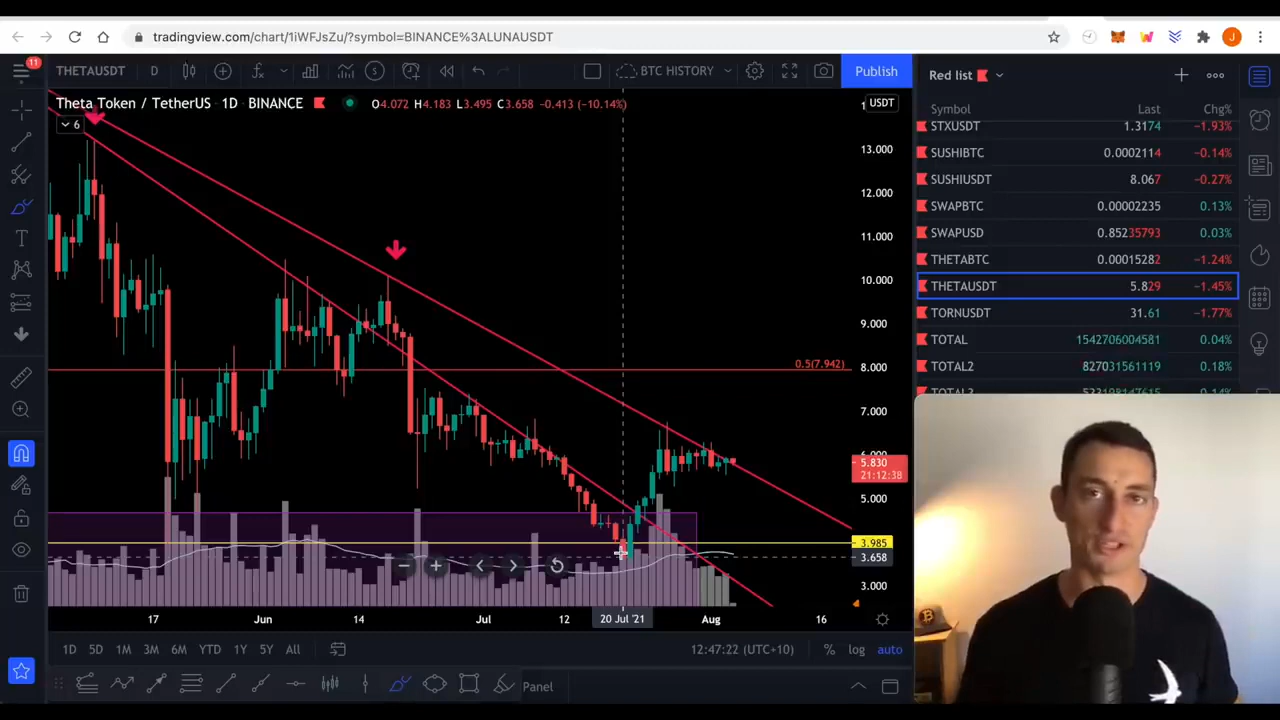 tradingview.com/chart/1iWFJsZu/?symbol=BINANCE%3ALUNAUSDT
J
11
THETAUSDT D BTC HISTORY Publish
Red list
Theta Token / TetherUS · 1D · BINANCE O4.072 H4.183 L3.495 C3.658 -0.413 (-10.14%) USDT
6
Symbol Last Chg%
STXUSDT 1.3174 -1.93%
SUSHIBTC 0.0002114 -0.14%
SUSHIUSDT 8.067 -0.27%
SWAPBTC 0.00002235 0.13%
SWAPUSD 0.85235793 0.03%
THETABTC 0.00015282 -1.24%
THETAUSDT 5.829 -1.45%
TORNUSDT 31.61 -1.77%
TOTAL 1542706004581 0.04%
TOTAL2 827031561119 0.18%
13.000
12.000
11.000
10.000
9.000
0.5(7.942)
8.000
7.000
5.830
21:12:38
5.000
3.985
3.658
3.000
17 Jun 14 Jul 12 20 Jul '21 Aug 16
1D 5D 1M 3M 6M YTD 1Y 5Y All 12:47:22 (UTC+10) % log auto
Panel